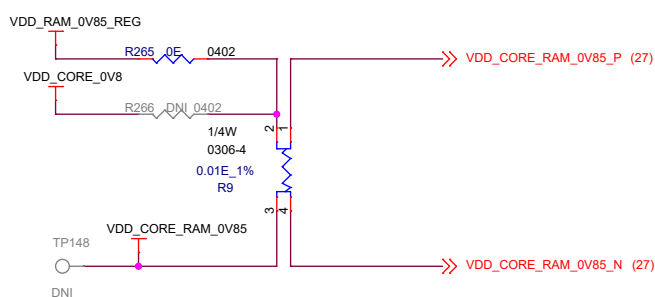 VDD_RAM_0V85_REG
R265 0E 0402
VDD_CORE_RAM_0V85_P (27)
VDD_CORE_0V8
R266 DNI 0402
1/4W
2 1
0306-4
0.01E_1%
R9
3 4
VDD_CORE_RAM_0V85
TP148
VDD_CORE_RAM_0V85_N (27)
DNI